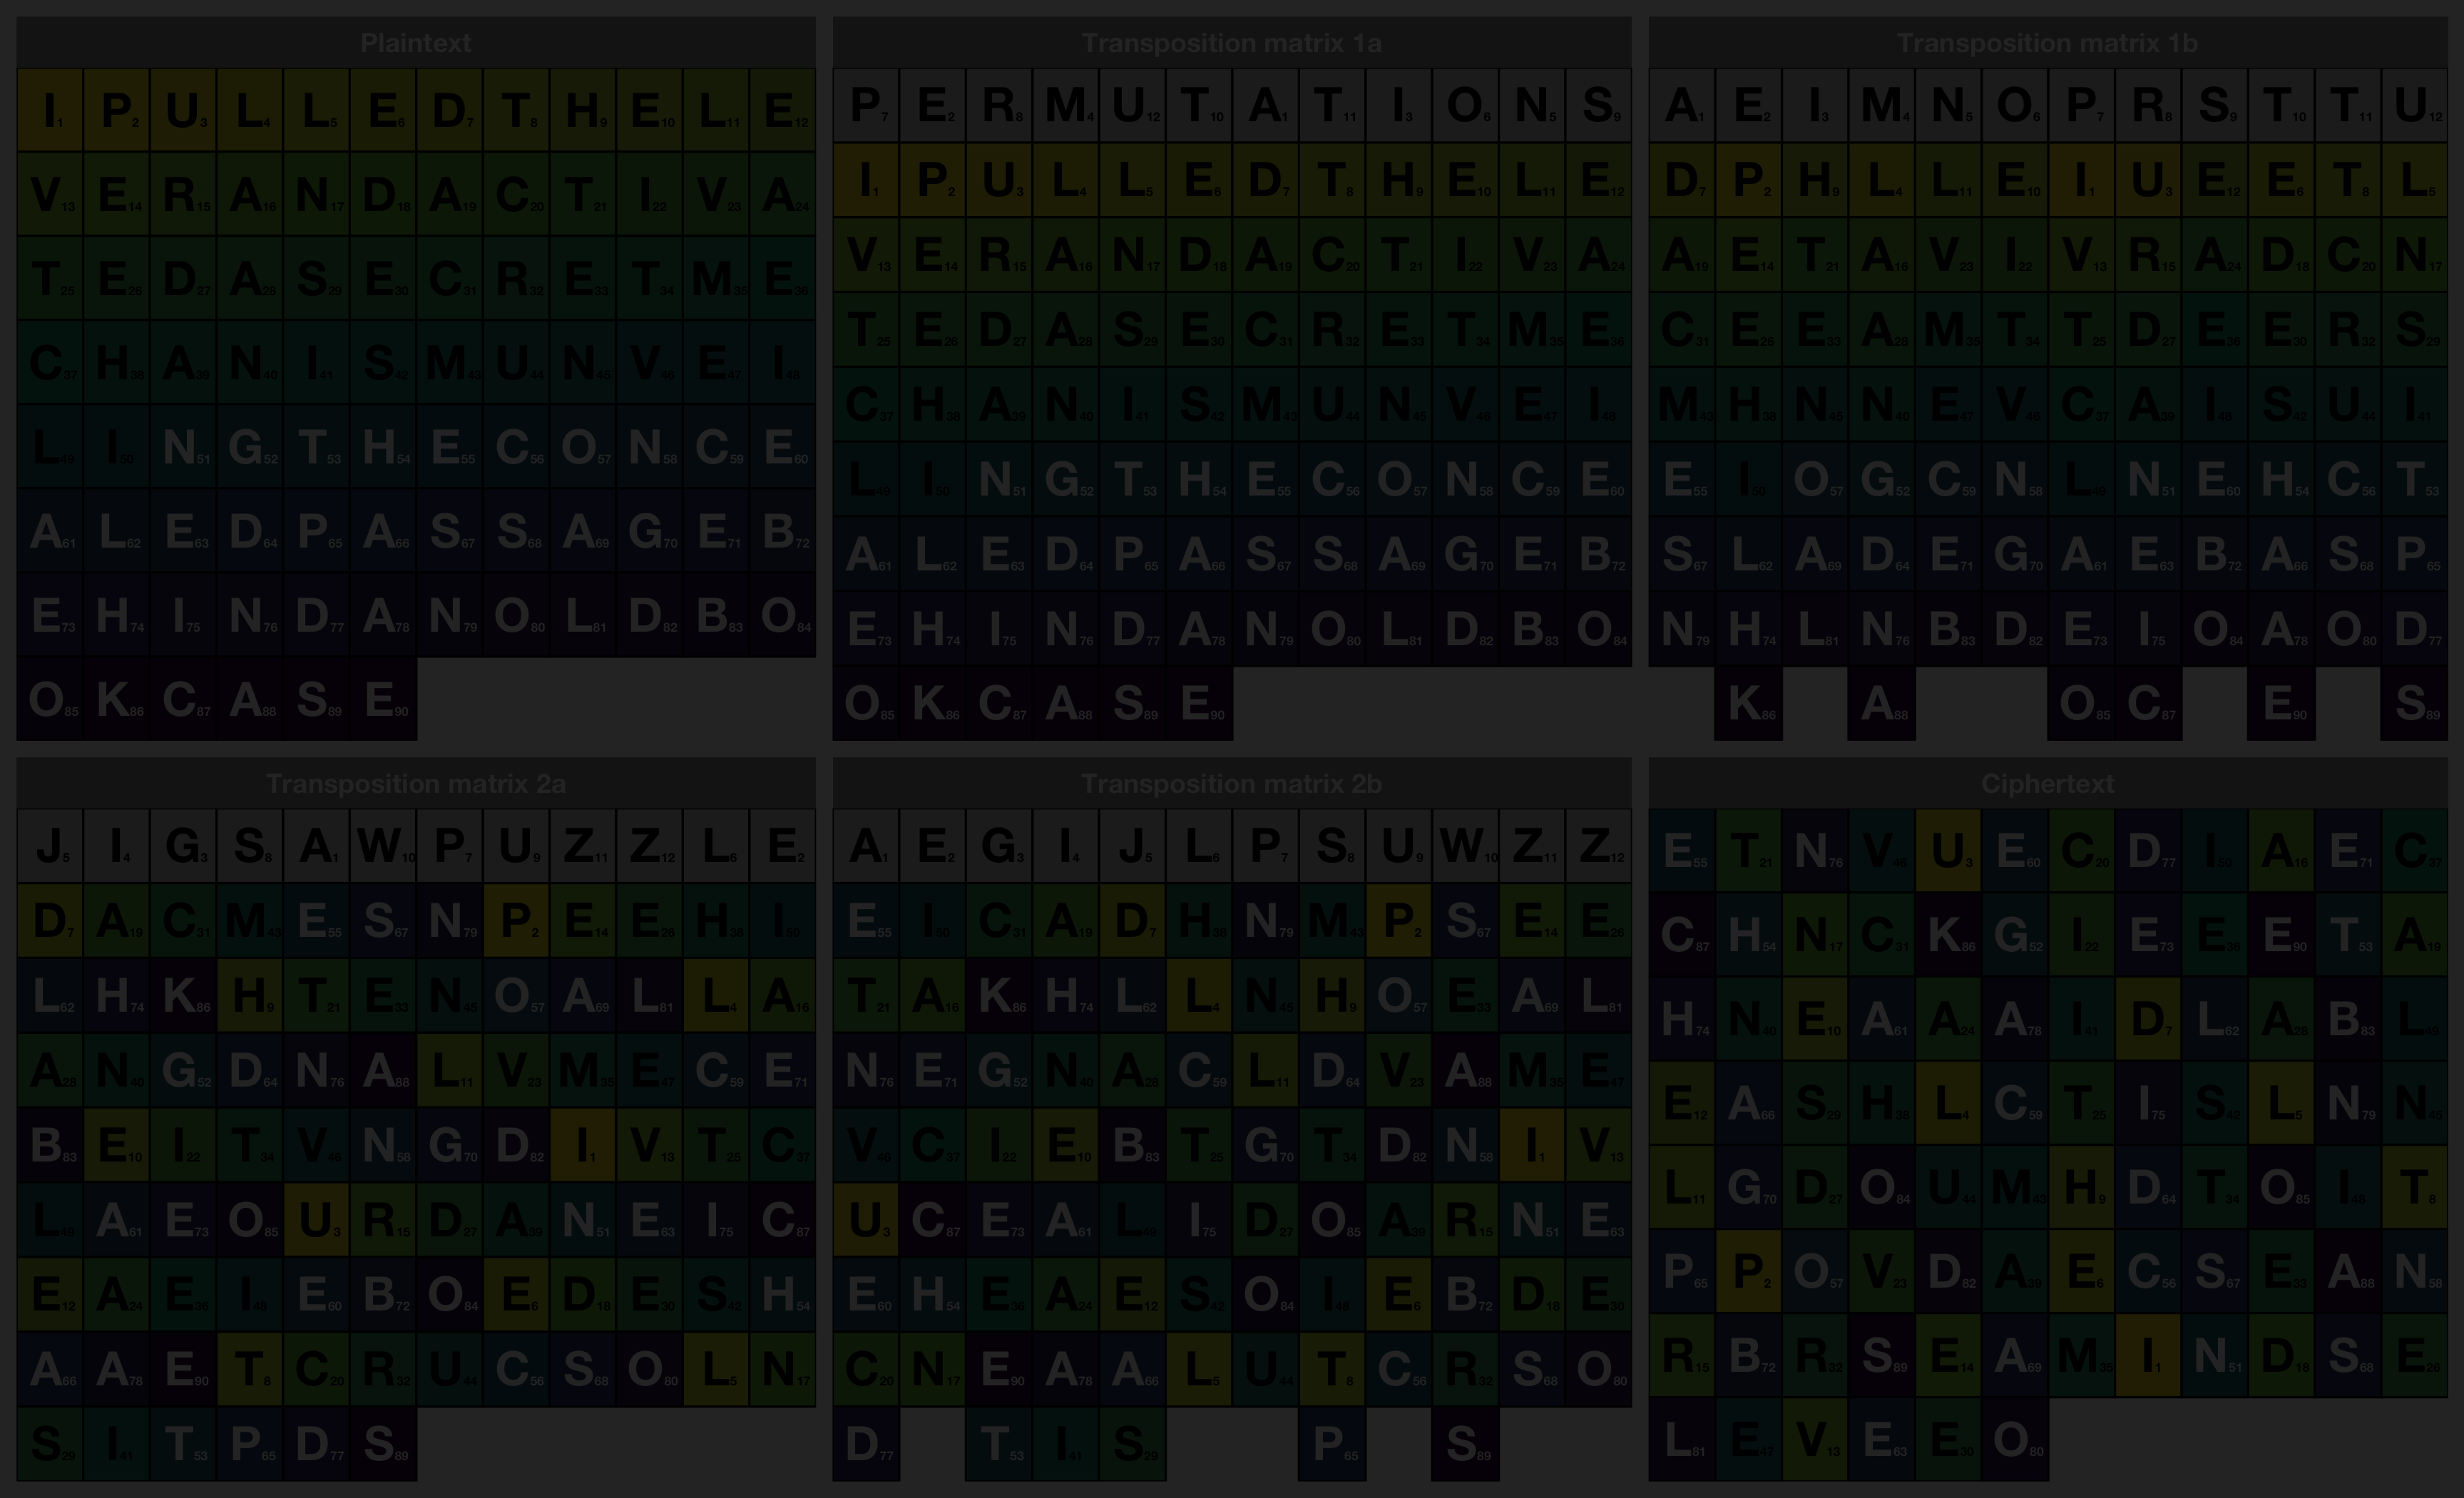 Plaintext
I1 P2 U3 L4 L5 E6 D7 T8 H9 E10 L11 E12
V13 E14 R15 A16 N17 D18 A19 C20 T21 I22 V23 A24
T25 E26 D27 A28 S29 E30 C31 R32 E33 T34 M35 E36
C37 H38 A39 N40 I41 S42 M43 U44 N45 V46 E47 I48
L49 I50 N51 G52 T53 H54 E55 C56 O57 N58 C59 E60
A61 L62 E63 D64 P65 A66 S67 S68 A69 G70 E71 B72
E73 H74 I75 N76 D77 A78 N79 O80 L81 D82 B83 O84
O85 K86 C87 A88 S89 E90
Transposition matrix 1a
P7 E2 R8 M4 U12 T10 A1 T11 I3 O6 N5 S9
I1 P2 U3 L4 L5 E6 D7 T8 H9 E10 L11 E12
V13 E14 R15 A16 N17 D18 A19 C20 T21 I22 V23 A24
T25 E26 D27 A28 S29 E30 C31 R32 E33 T34 M35 E36
C37 H38 A39 N40 I41 S42 M43 U44 N45 V46 E47 I48
L49 I50 N51 G52 T53 H54 E55 C56 O57 N58 C59 E60
A61 L62 E63 D64 P65 A66 S67 S68 A69 G70 E71 B72
E73 H74 I75 N76 D77 A78 N79 O80 L81 D82 B83 O84
O85 K86 C87 A88 S89 E90
Transposition matrix 1b
A1 E2 I3 M4 N5 O6 P7 R8 S9 T10 T11 U12
D7 P2 H9 L4 L11 E10 I1 U3 E12 E6 T8 L5
A19 E14 T21 A16 V23 I22 V13 R15 A24 D18 C20 N17
C31 E26 E33 A28 M35 T34 T25 D27 E36 E30 R32 S29
M43 H38 N45 N40 E47 V46 C37 A39 I48 S42 U44 I41
E55 I50 O57 G52 C59 N58 L49 N51 E60 H54 C56 T53
S67 L62 A69 D64 E71 G70 A61 E63 B72 A66 S68 P65
N79 H74 L81 N76 B83 D82 E73 I75 O84 A78 O80 D77
K86 A88 O85 C87 E90 S89
Transposition matrix 2a
J5 I4 G3 S8 A1 W10 P7 U9 Z11 Z12 L6 E2
D7 A19 C31 M43 E55 S67 N79 P2 E14 E26 H38 I50
L62 H74 K86 H9 T21 E33 N45 O57 A69 L81 L4 A16
A28 N40 G52 D64 N76 A88 L11 V23 M35 E47 C59 E71
B83 E10 I22 T34 V46 N58 G70 D82 I1 V13 T25 C37
L49 A61 E73 O85 U3 R15 D27 A39 N51 E63 I75 C87
E12 A24 E36 I48 E60 B72 O84 E6 D18 E30 S42 H54
A66 A78 E90 T8 C20 R32 U44 C56 S68 O80 L5 N17
S29 I41 T53 P65 D77 S89
Transposition matrix 2b
A1 E2 G3 I4 J5 L6 P7 S8 U9 W10 Z11 Z12
E55 I50 C31 A19 D7 H38 N79 M43 P2 S67 E14 E26
T21 A16 K86 H74 L62 L4 N45 H9 O57 E33 A69 L81
N76 E71 G52 N40 A28 C59 L11 D64 V23 A88 M35 E47
V46 C37 I22 E10 B83 T25 G70 T34 D82 N58 I1 V13
U3 C87 E73 A61 L49 I75 D27 O85 A39 R15 N51 E63
E60 H54 E36 A24 E12 S42 O84 I48 E6 B72 D18 E30
C20 N17 E90 A78 A66 L5 U44 T8 C56 R32 S68 O80
D77 T53 I41 S29 P65 S89
Ciphertext
E55 T21 N76 V46 U3 E60 C20 D77 I50 A16 E71 C37
C87 H54 N17 C31 K86 G52 I22 E73 E36 E90 T53 A19
H74 N40 E10 A61 A24 A78 I41 D7 L62 A28 B83 L49
E12 A66 S29 H38 L4 C59 T25 I75 S42 L5 N79 N45
L11 G70 D27 O84 U44 M43 H9 D64 T34 O85 I48 T8
P65 P2 O57 V23 D82 A39 E6 C56 S67 E33 A88 N58
R15 B72 R32 S89 E14 A69 M35 I1 N51 D18 S68 E26
L81 E47 V13 E63 E30 O80